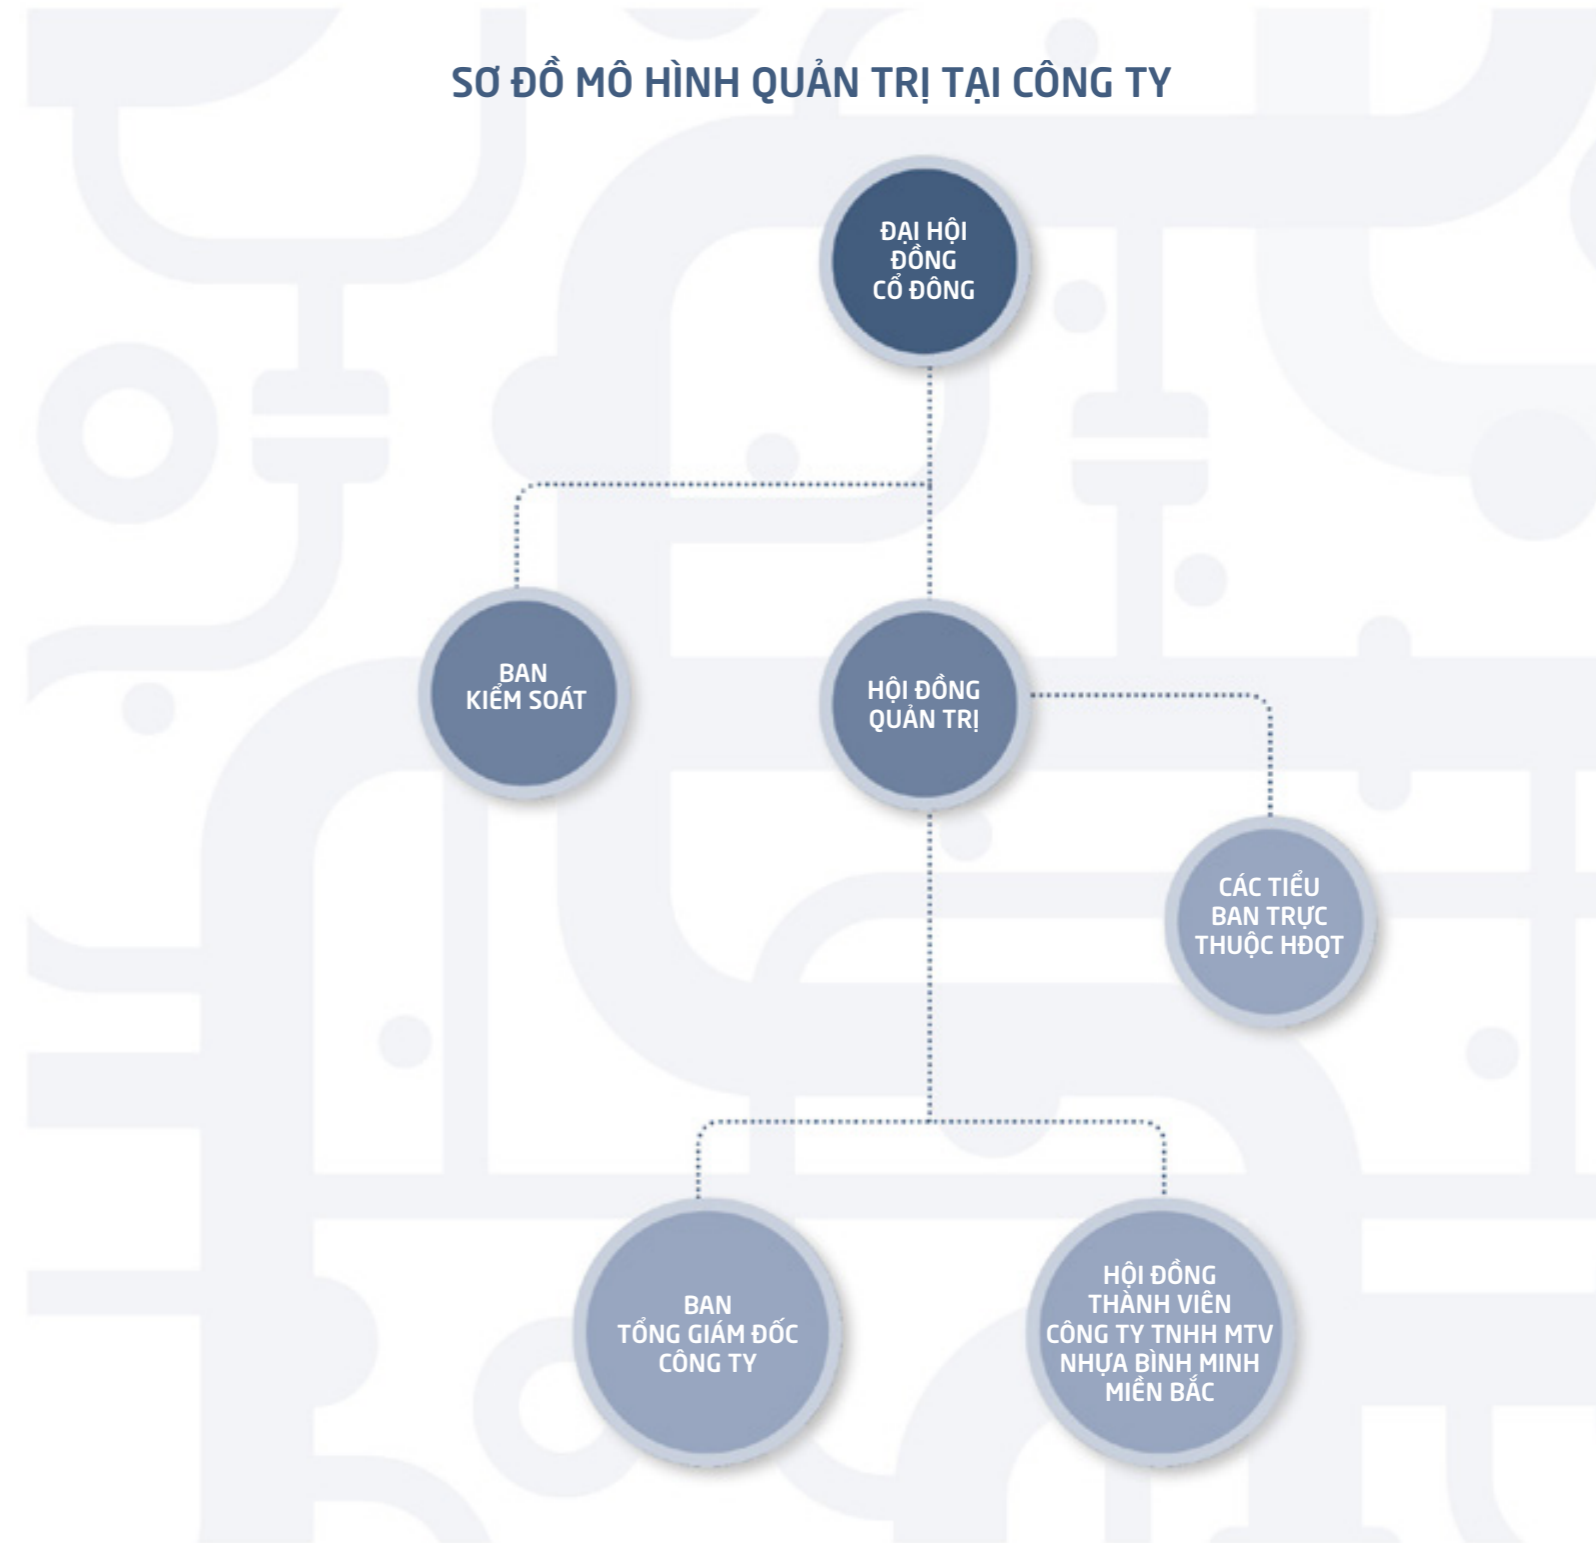 SƠ ĐỒ MÔ HÌNH QUẢN TRỊ TẠI CÔNG TY
ĐẠI HỘI
ĐỒNG
CỔ ĐÔNG
BAN
KIỂM SOÁT
HỘI ĐỒNG
QUẢN TRỊ
CÁC TIỂU
BAN TRỰC
THUỘC HĐQT
BAN
TỔNG GIÁM ĐỐC
CÔNG TY
HỘI ĐỒNG
THÀNH VIÊN
CÔNG TY TNHH MTV
NHỰA BÌNH MINH
MIỀN BẮC